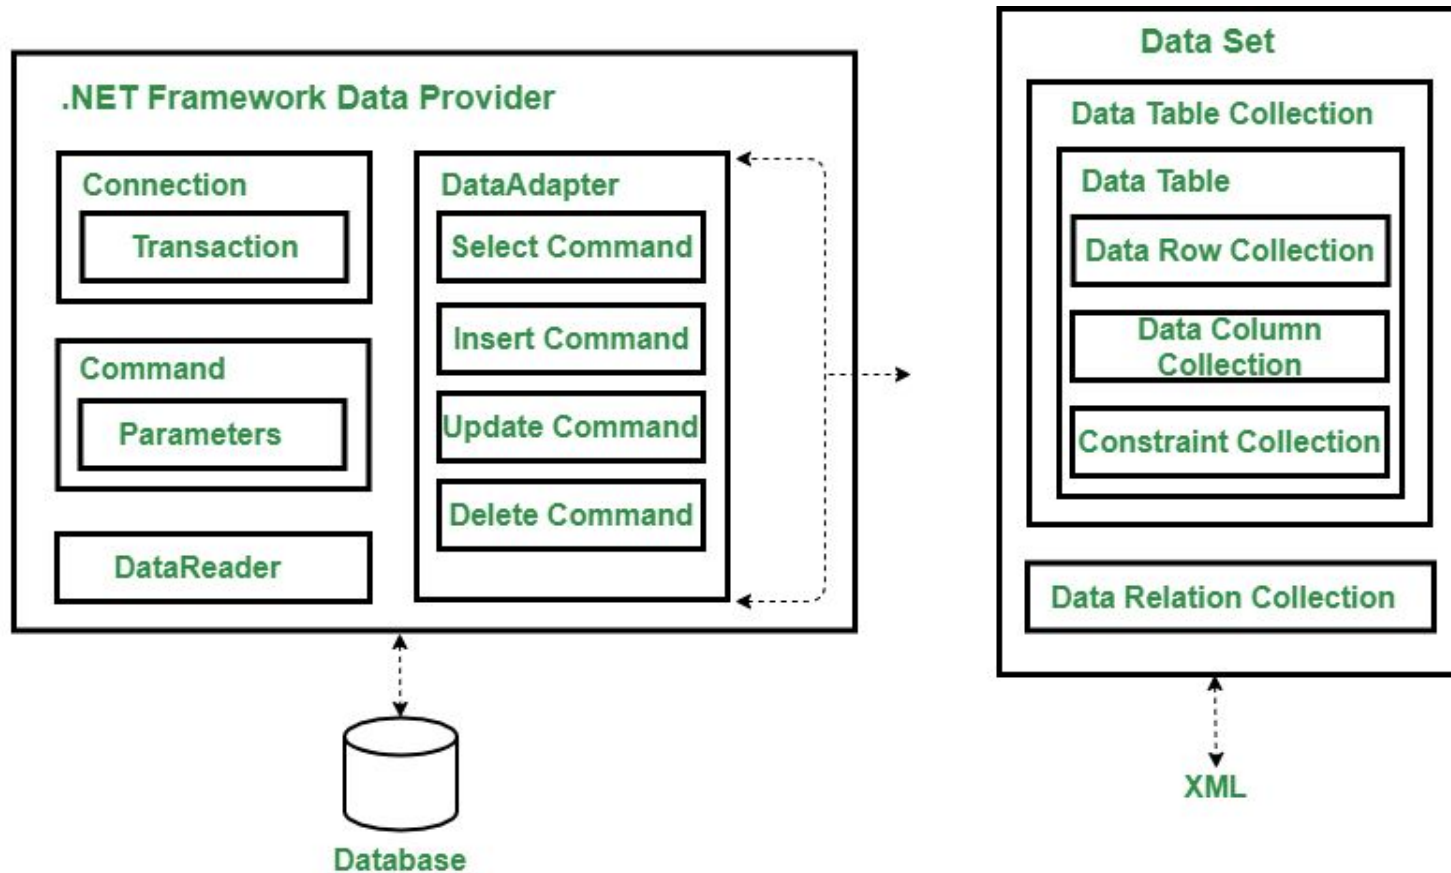 .NET Framework Data Provider
Connection
Transaction
Command
Parameters
DataReader
DataAdapter
Select Command
Insert Command
Update Command
Delete Command
Database
Data Set
Data Table Collection
Data Table
Data Row Collection
Data Column
Collection
Constraint Collection
Data Relation Collection
XML